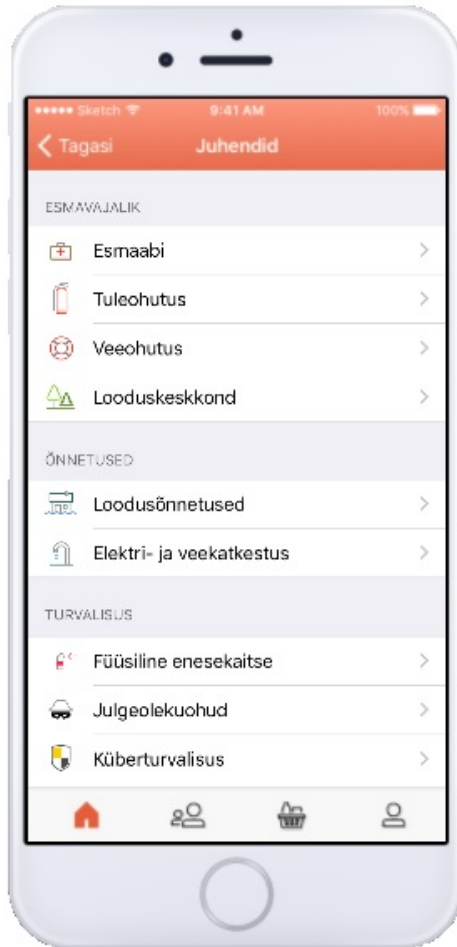 Sketch 9:41 AM 100%
Tagasi Juhendid
ESMAVAJALIK
Esmaabi
Tuleohutus
Veeohutus
Looduskeskkond
ÕNNETUSED
Loodusõnnetused
Elektri- ja veekatkestus
TURVALISUS
Füüsiline enesekaitse
Julgeolekuohud
Küberturvalisus